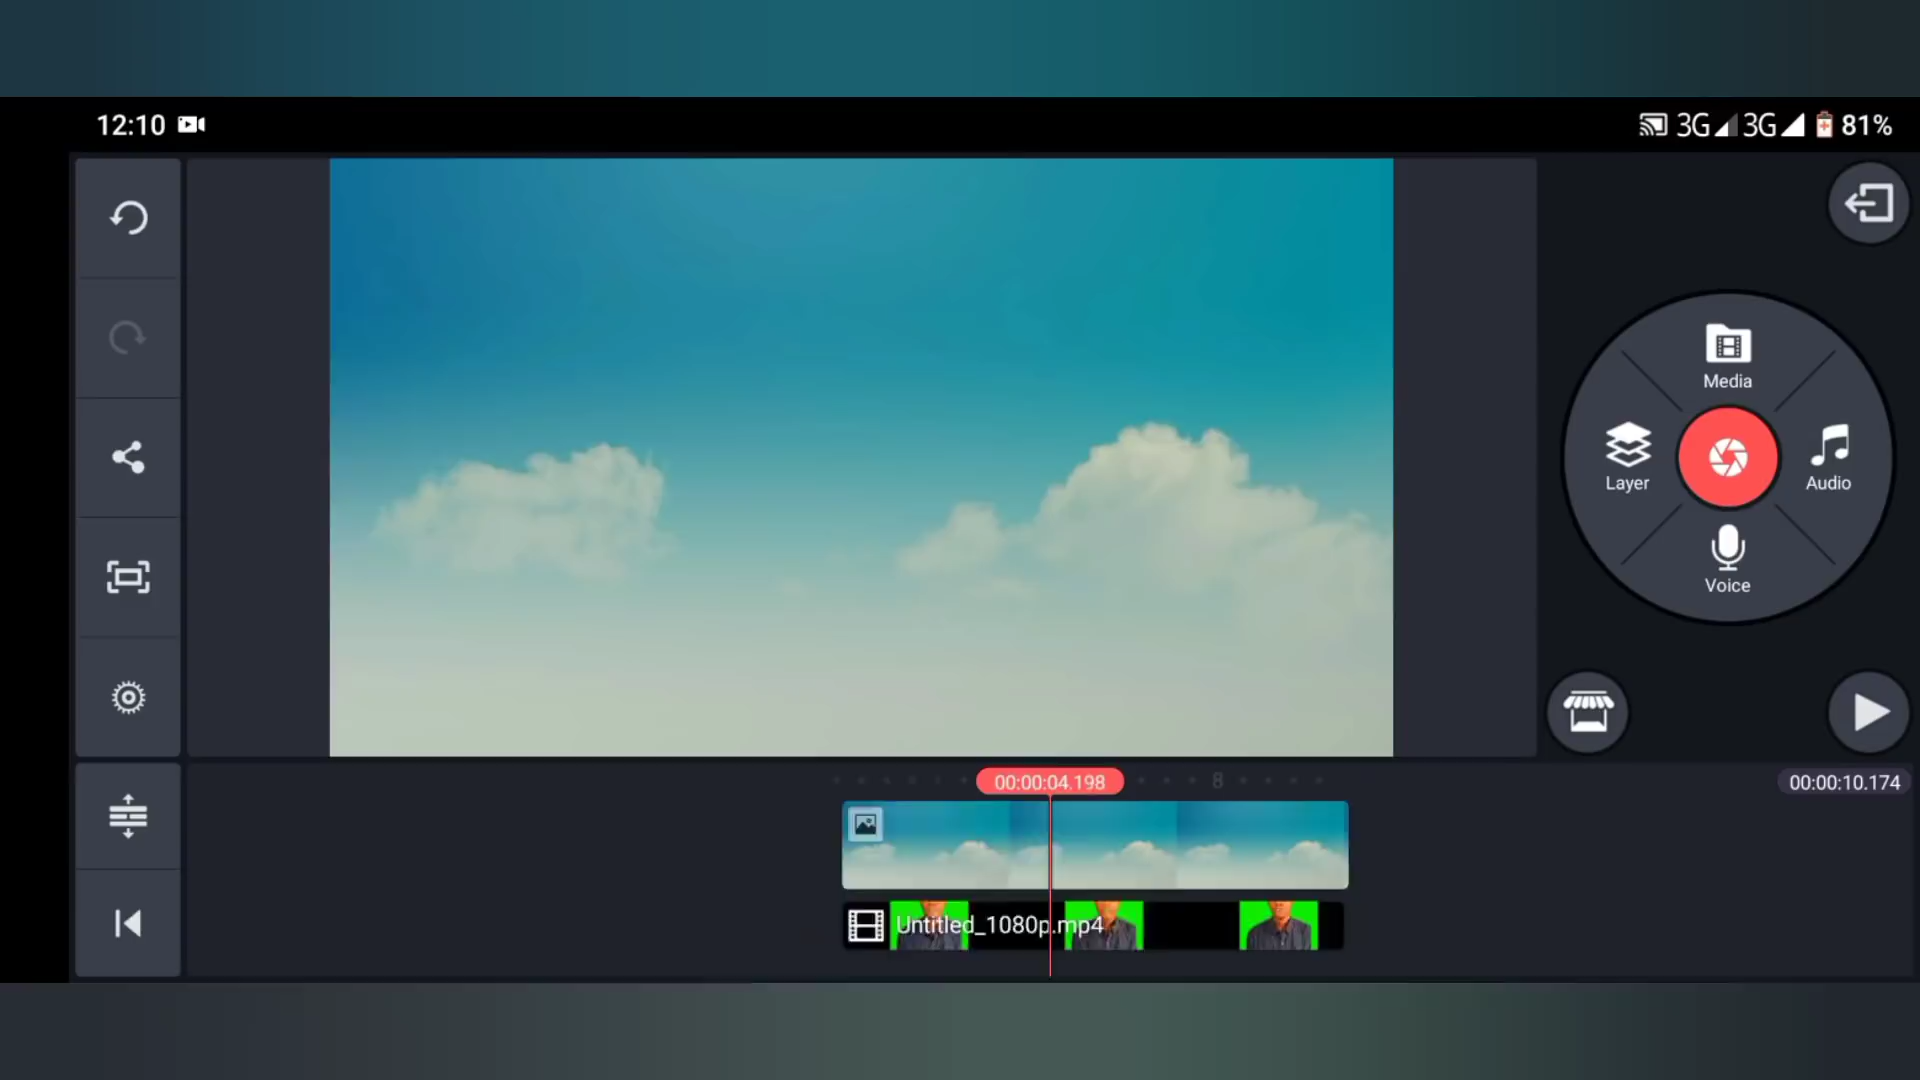 12:10
3G 3G 81%
Media
Layer
Audio
Voice
00:00:04.198
8
00:00:10.174
Untitled_1080p.mp4